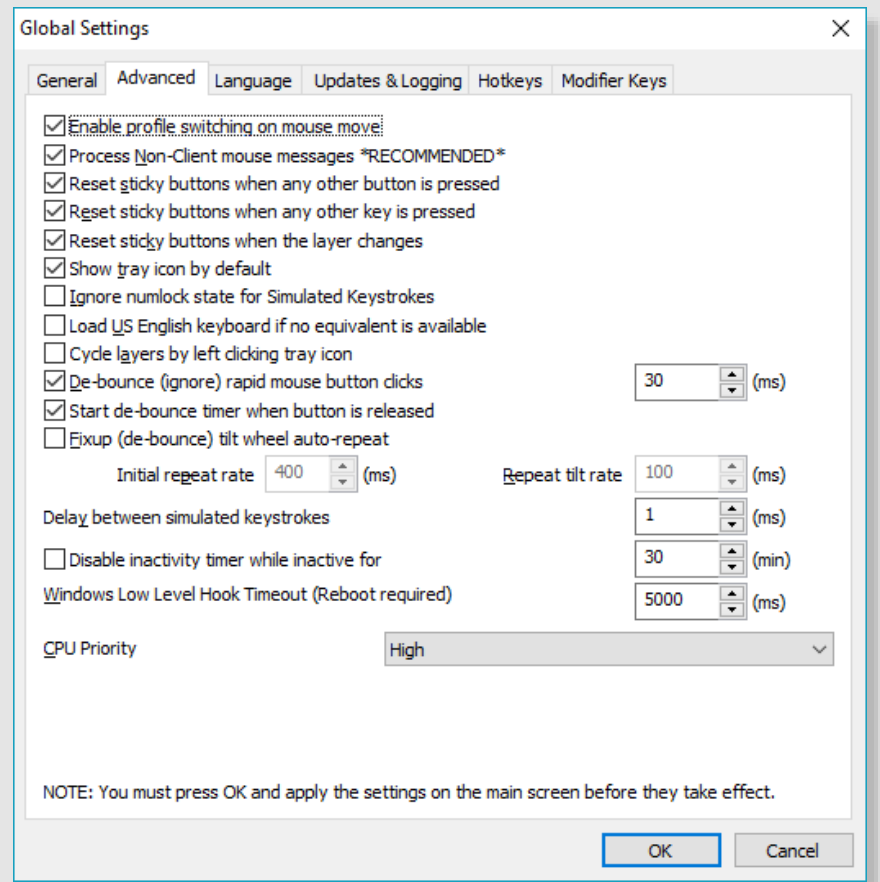 Global Settings
General Advanced Language Updates & Logging Hotkeys Modifier Keys
Enable profile switching on mouse move
Process Non-Client mouse messages *RECOMMENDED*
Reset sticky buttons when any other button is pressed
Reset sticky buttons when any other key is pressed
Reset sticky buttons when the layer changes
Show tray icon by default
Ignore numlock state for Simulated Keystrokes
Load US English keyboard if no equivalent is available
Cycle layers by left clicking tray icon
De-bounce (ignore) rapid mouse button clicks 30 (ms)
Start de-bounce timer when button is released
Fixup (de-bounce) tilt wheel auto-repeat
Initial repeat rate 400 (ms) Repeat tilt rate 100 (ms)
Delay between simulated keystrokes 1 (ms)
Disable inactivity timer while inactive for 30 (min)
Windows Low Level Hook Timeout (Reboot required) 5000 (ms)
CPU Priority High
NOTE: You must press OK and apply the settings on the main screen before they take effect.
OK Cancel